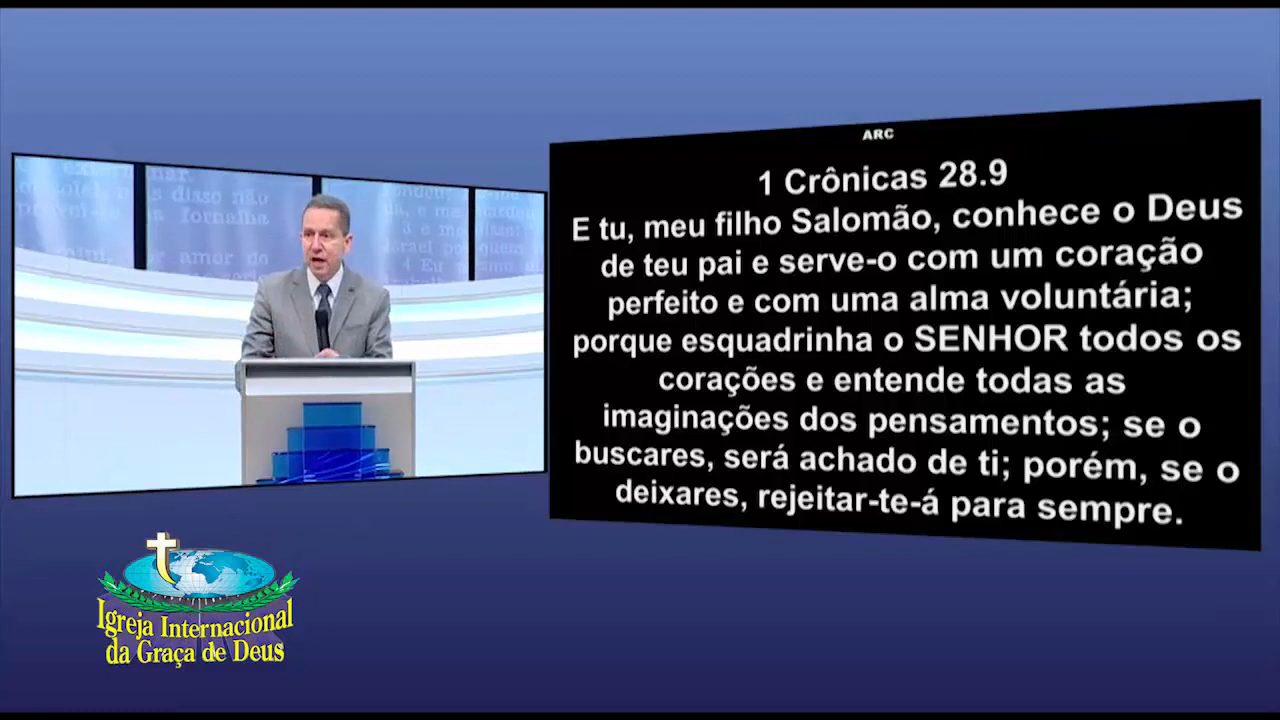 ARC
1 Crônicas 28.9
E tu, meu filho Salomão, conhece o Deus
de teu pai e serve-o com um coração
perfeito e com uma alma voluntária;
porque esquadrinha o SENHOR todos os
corações e entende todas as
imaginações dos pensamentos; se o
buscares, será achado de ti; porém, se o
deixares, rejeitar-te-á para sempre.
Igreja Internacional
da Graça de Deus